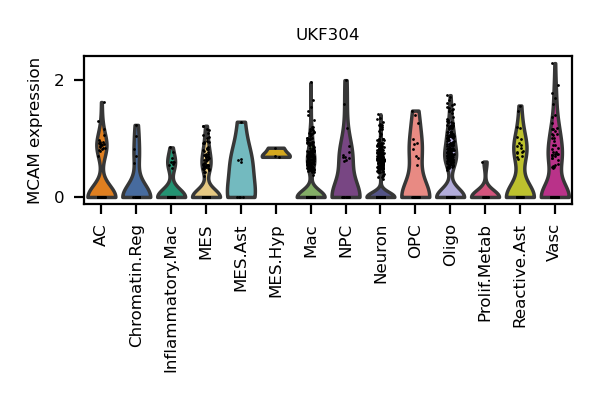 UKF304
MCAM expression
2
0
AC
Chromatin.Reg
Inflammatory.Mac
MES
MES.Ast
MES.Hyp
Mac
NPC
Neuron
OPC
Oligo
Prolif.Metab
Reactive.Ast
Vasc